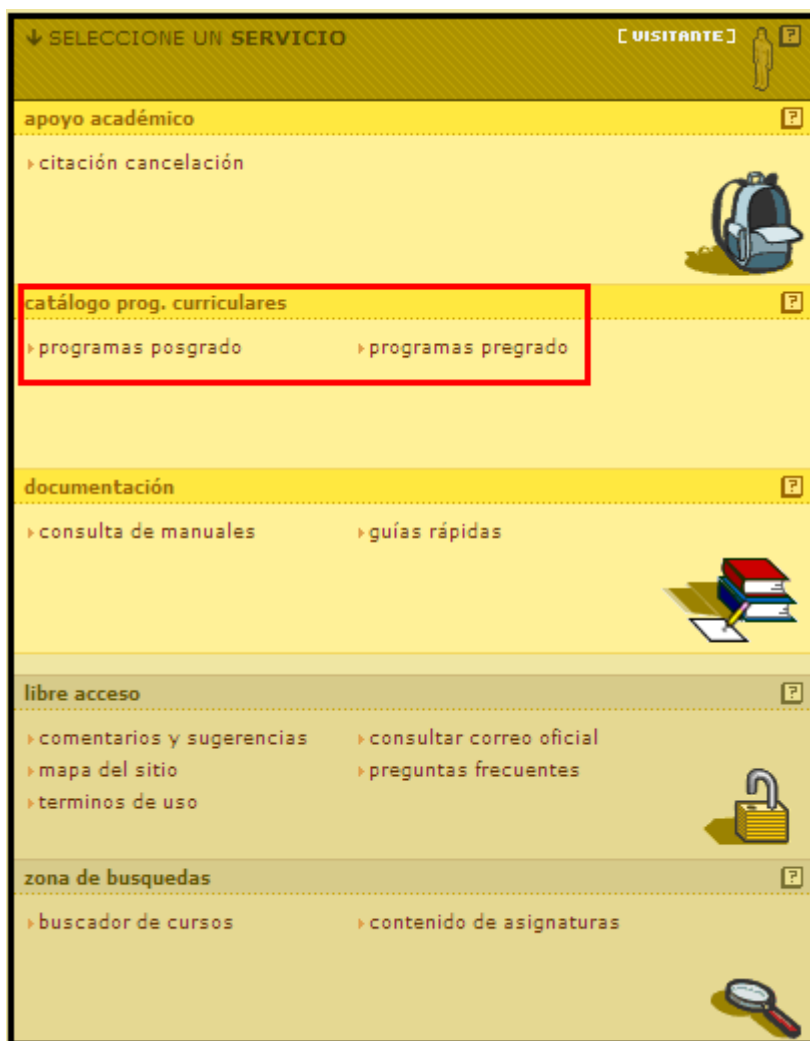 SELECCIONE UN SERVICIO [VISITANTE] ?
apoyo académico ?
citación cancelación
catálogo prog. curriculares ?
programas posgrado programas pregrado
documentación ?
consulta de manuales guías rápidas
libre acceso ?
comentarios y sugerencias consultar correo oficial
mapa del sitio preguntas frecuentes
terminos de uso
zona de busquedas ?
buscador de cursos contenido de asignaturas